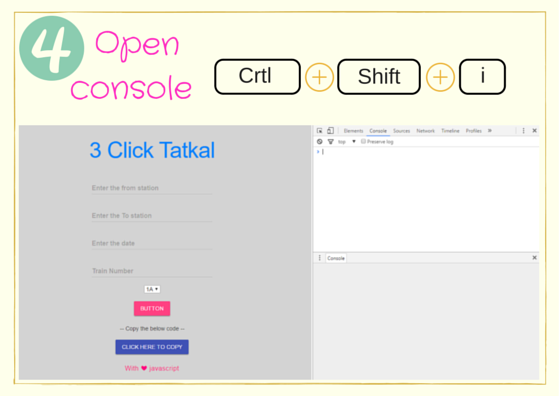 4
Open
console
Crtl + Shift + i
3 Click Tatkal
Enter the from station
Enter the To station
Enter the date
Train Number
1A
BUTTON
-- Copy the below code --
CLICK HERE TO COPY
With ♥ javascript
Elements Console Sources Network Timeline Profiles »
top Preserve log
Console